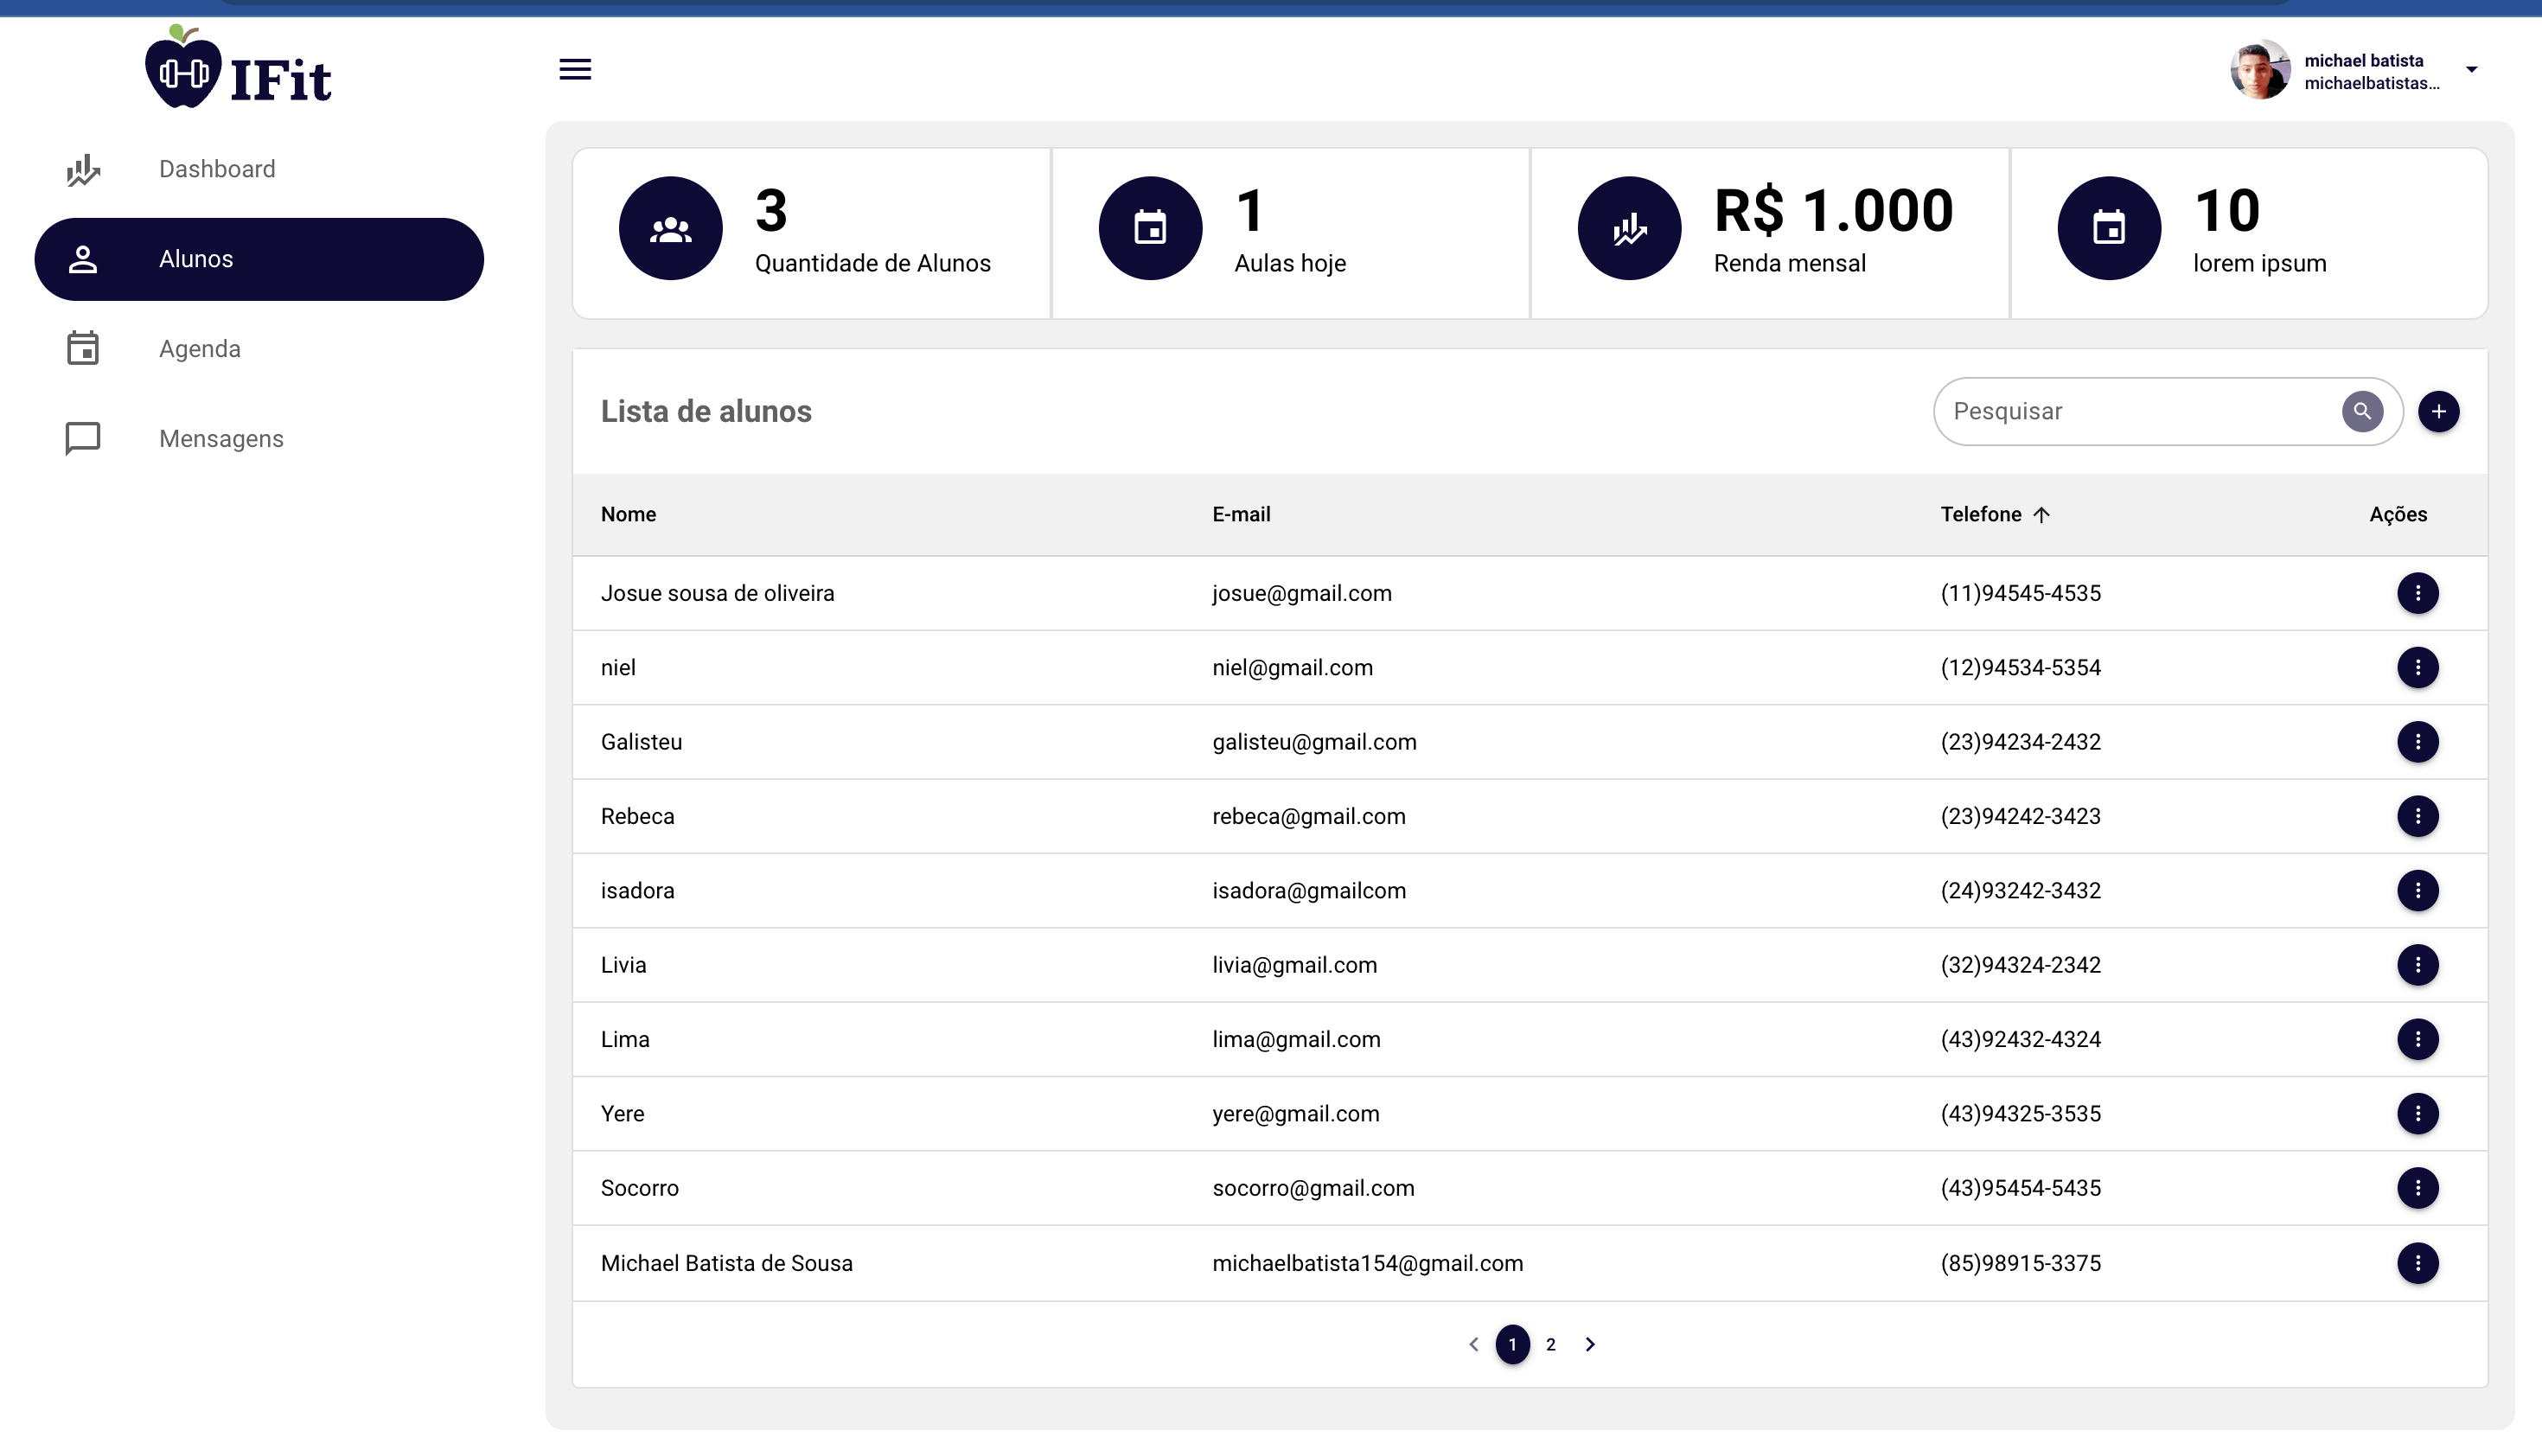 IFit
michael batista
michaelbatistas...
Dashboard
Alunos
Agenda
Mensagens
3
Quantidade de Alunos
1
Aulas hoje
R$ 1.000
Renda mensal
10
lorem ipsum
Lista de alunos
Pesquisar
Nome E-mail Telefone Ações
Josue sousa de oliveira josue@gmail.com (11)94545-4535
niel niel@gmail.com (12)94534-5354
Galisteu galisteu@gmail.com (23)94234-2432
Rebeca rebeca@gmail.com (23)94242-3423
isadora isadora@gmailcom (24)93242-3432
Livia livia@gmail.com (32)94324-2342
Lima lima@gmail.com (43)92432-4324
Yere yere@gmail.com (43)94325-3535
Socorro socorro@gmail.com (43)95454-5435
Michael Batista de Sousa michaelbatista154@gmail.com (85)98915-3375
1 2